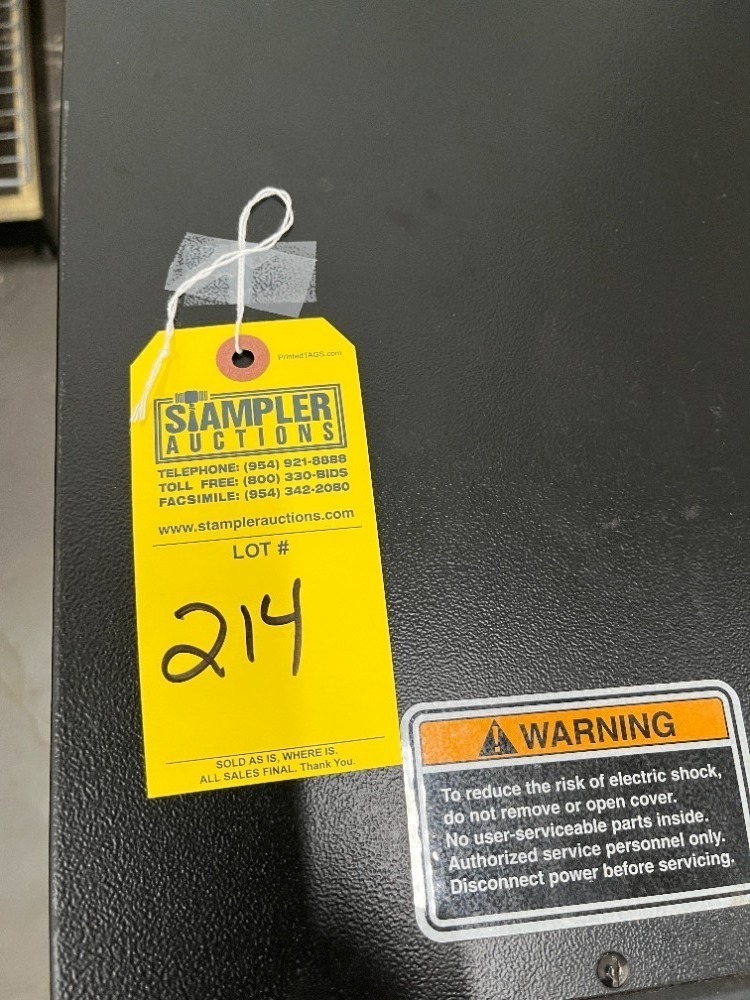 PrintedTAGS.com
STAMPLER
AUCTIONS
TELEPHONE: (954) 921-8888
TOLL FREE: (800) 330-BIDS
FACSIMILE: (954) 342-2080
www.stamplerauctions.com
LOT #
214
SOLD AS IS, WHERE IS.
ALL SALES FINAL. Thank You.
WARNING
To reduce the risk of electric shock,
do not remove or open cover.
No user-serviceable parts inside.
Authorized service personnel only.
Disconnect power before servicing.